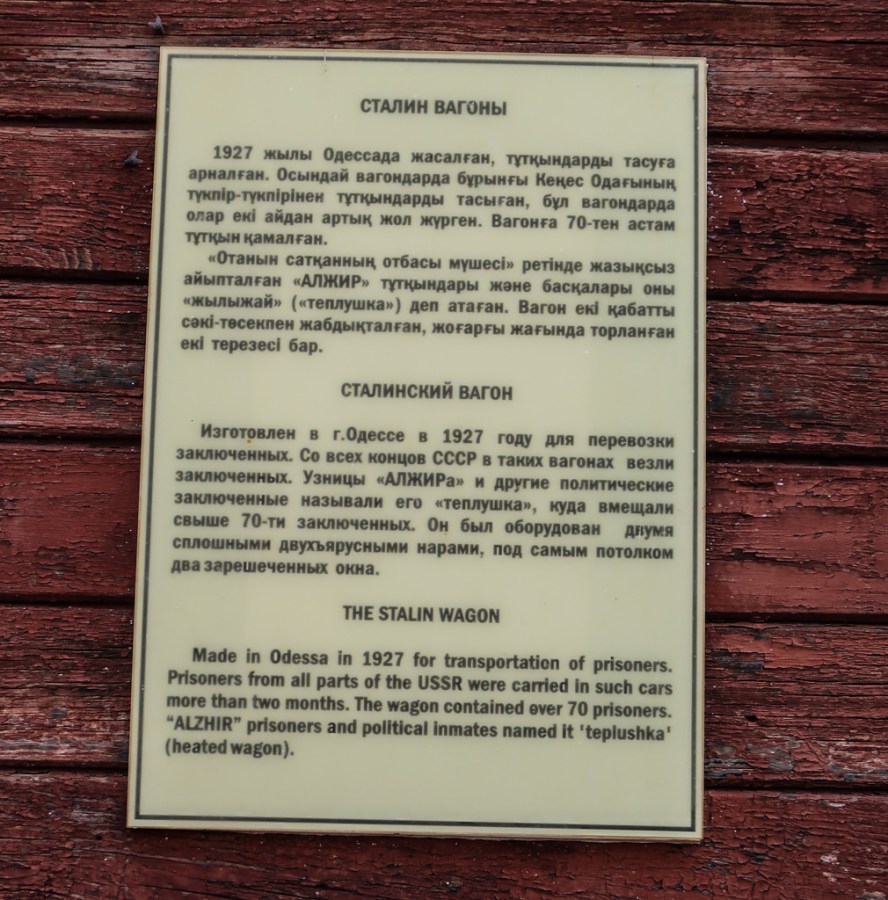 СТАЛИН ВАГОНЫ
1927 жылы Одессада жасалған, тұтқындарды тасуға
арналған. Осындай вагондарда бұрынғы Кеңес Одағының
түкпір-түкпірінен тұтқындарды тасыған, бұл вагондарда
олар екі айдан артық жол жүрген. Вагонға 70-тен астам
тұтқын қамалған.
«Отанын сатқанның отбасы мүшесі» ретінде жазықсыз
айыпталған «АЛЖИР» тұтқындары және басқалары оны
«жылыжай» («теплушка») деп атаған. Вагон екі қабатты
сәкі-төсекпен жабдықталған, жоғарғы жағында торланған
екі терезесі бар.
СТАЛИНСКИЙ ВАГОН
Изготовлен в г.Одессе в 1927 году для перевозки
заключенных. Со всех концов СССР в таких вагонах везли
заключенных. Узницы «АЛЖИРа» и другие политические
заключенные называли его «теплушка», куда вмещали
свыше 70-ти заключенных. Он был оборудован двумя
сплошными двухъярусными нарами, под самым потолком
два зарешеченных окна.
THE STALIN WAGON
Made in Odessa in 1927 for transportation of prisoners.
Prisoners from all parts of the USSR were carried in such cars
more than two months. The wagon contained over 70 prisoners.
“ALZHIR” prisoners and political inmates named it 'teplushka'
(heated wagon).